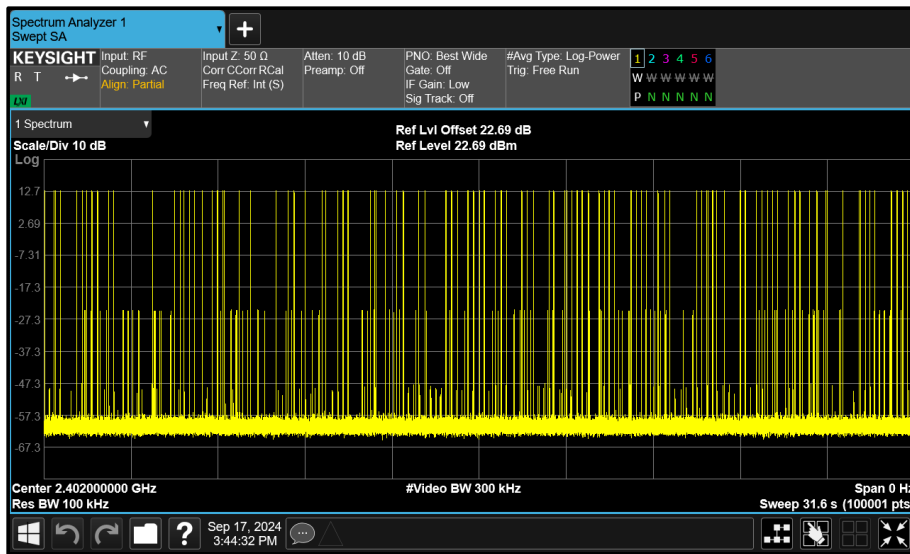 Spectrum Analyzer 1
Swept SA
KEYSIGHT
R T
LXI
Input: RF
Coupling: AC
Align: Partial
Input Z: 50 Ω
Corr CCorr RCal
Freq Ref: Int (S)
Atten: 10 dB
Preamp: Off
PNO: Best Wide
Gate: Off
IF Gain: Low
Sig Track: Off
#Avg Type: Log-Power
Trig: Free Run
1 2 3 4 5 6
W W W W W W
P N N N N N
1 Spectrum
Scale/Div 10 dB
Ref Lvl Offset 22.69 dB
Ref Level 22.69 dBm
Log
12.7
2.69
-7.31
-17.3
-27.3
-37.3
-47.3
-57.3
-67.3
Center 2.402000000 GHz
#Video BW 300 kHz
Span 0 Hz
Res BW 100 kHz
Sweep 31.6 s (100001 pts
?
Sep 17, 2024
3:44:32 PM